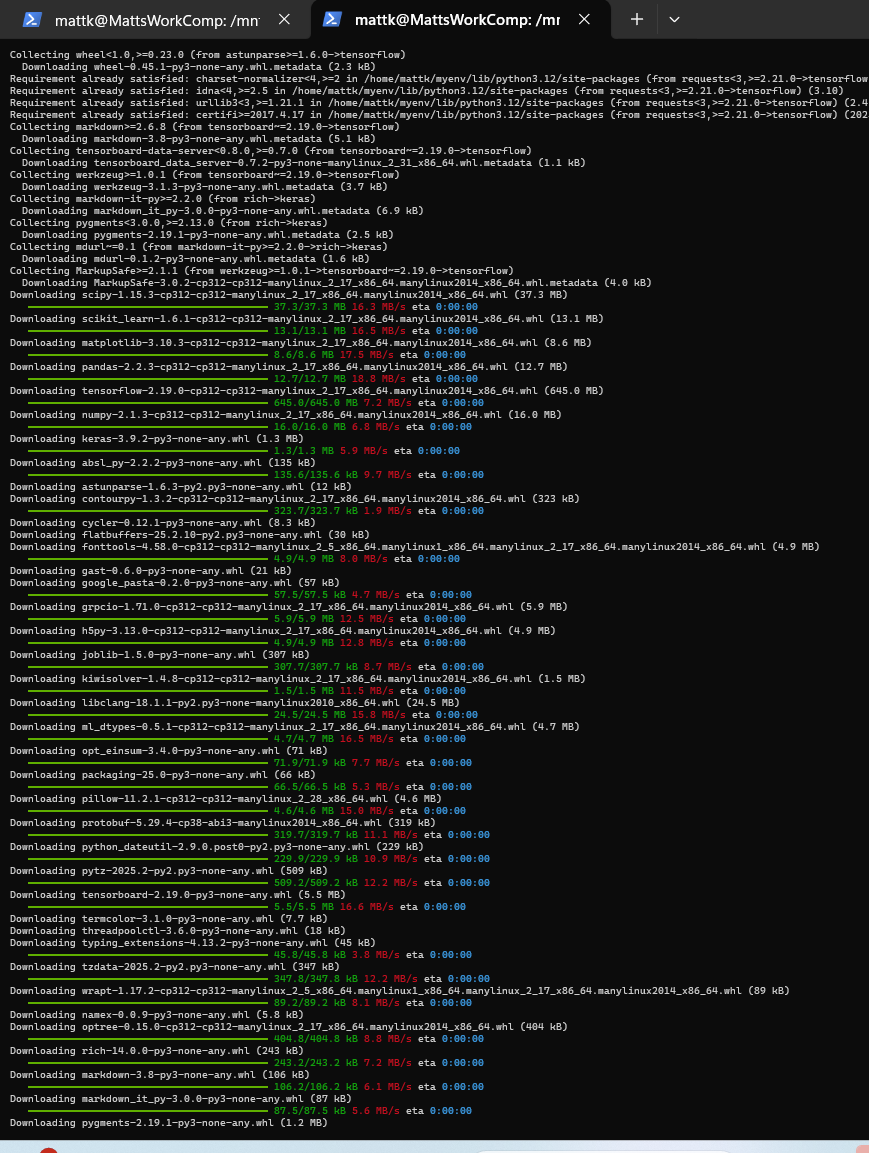 mattk@MattsWorkComp: /mnt
mattk@MattsWorkComp: /mnt
Collecting wheel<1.0,>=0.23.0 (from astunparse>=1.6.0->tensorflow)
Downloading wheel-0.45.1-py3-none-any.whl.metadata (2.3 kB)
Requirement already satisfied: charset-normalizer<4,>=2 in /home/mattk/myenv/lib/python3.12/site-packages (from requests<3,>=2.21.0->tensorflow
Requirement already satisfied: idna<4,>=2.5 in /home/mattk/myenv/lib/python3.12/site-packages (from requests<3,>=2.21.0->tensorflow) (3.10)
Requirement already satisfied: urllib3<3,>=1.21.1 in /home/mattk/myenv/lib/python3.12/site-packages (from requests<3,>=2.21.0->tensorflow) (2.4
Requirement already satisfied: certifi>=2017.4.17 in /home/mattk/myenv/lib/python3.12/site-packages (from requests<3,>=2.21.0->tensorflow) (202
Collecting markdown>=2.6.8 (from tensorboard~=2.19.0->tensorflow)
Downloading markdown-3.8-py3-none-any.whl.metadata (5.1 kB)
Collecting tensorboard-data-server<0.8.0,>=0.7.0 (from tensorboard~=2.19.0->tensorflow)
Downloading tensorboard_data_server-0.7.2-py3-none-manylinux_2_31_x86_64.whl.metadata (1.1 kB)
Collecting werkzeug>=1.0.1 (from tensorboard~=2.19.0->tensorflow)
Downloading werkzeug-3.1.3-py3-none-any.whl.metadata (3.7 kB)
Collecting markdown-it-py>=2.2.0 (from rich->keras)
Downloading markdown_it_py-3.0.0-py3-none-any.whl.metadata (6.9 kB)
Collecting pygments<3.0.0,>=2.13.0 (from rich->keras)
Downloading pygments-2.19.1-py3-none-any.whl.metadata (2.5 kB)
Collecting mdurl~=0.1 (from markdown-it-py>=2.2.0->rich->keras)
Downloading mdurl-0.1.2-py3-none-any.whl.metadata (1.6 kB)
Collecting MarkupSafe>=2.1.1 (from werkzeug>=1.0.1->tensorboard~=2.19.0->tensorflow)
Downloading MarkupSafe-3.0.2-cp312-cp312-manylinux_2_17_x86_64.manylinux2014_x86_64.whl.metadata (4.0 kB)
Downloading scipy-1.15.3-cp312-cp312-manylinux_2_17_x86_64.manylinux2014_x86_64.whl (37.3 MB)
37.3/37.3 MB 16.3 MB/s eta 0:00:00
Downloading scikit_learn-1.6.1-cp312-cp312-manylinux_2_17_x86_64.manylinux2014_x86_64.whl (13.1 MB)
13.1/13.1 MB 16.5 MB/s eta 0:00:00
Downloading matplotlib-3.10.3-cp312-cp312-manylinux_2_17_x86_64.manylinux2014_x86_64.whl (8.6 MB)
8.6/8.6 MB 17.5 MB/s eta 0:00:00
Downloading pandas-2.2.3-cp312-cp312-manylinux_2_17_x86_64.manylinux2014_x86_64.whl (12.7 MB)
12.7/12.7 MB 18.8 MB/s eta 0:00:00
Downloading tensorflow-2.19.0-cp312-cp312-manylinux_2_17_x86_64.manylinux2014_x86_64.whl (645.0 MB)
645.0/645.0 MB 7.2 MB/s eta 0:00:00
Downloading numpy-2.1.3-cp312-cp312-manylinux_2_17_x86_64.manylinux2014_x86_64.whl (16.0 MB)
16.0/16.0 MB 6.8 MB/s eta 0:00:00
Downloading keras-3.9.2-py3-none-any.whl (1.3 MB)
1.3/1.3 MB 5.9 MB/s eta 0:00:00
Downloading absl_py-2.2.2-py3-none-any.whl (135 kB)
135.6/135.6 kB 9.7 MB/s eta 0:00:00
Downloading astunparse-1.6.3-py2.py3-none-any.whl (12 kB)
Downloading contourpy-1.3.2-cp312-cp312-manylinux_2_17_x86_64.manylinux2014_x86_64.whl (323 kB)
323.7/323.7 kB 1.9 MB/s eta 0:00:00
Downloading cycler-0.12.1-py3-none-any.whl (8.3 kB)
Downloading flatbuffers-25.2.10-py2.py3-none-any.whl (30 kB)
Downloading fonttools-4.58.0-cp312-cp312-manylinux_2_5_x86_64.manylinux1_x86_64.manylinux_2_17_x86_64.manylinux2014_x86_64.whl (4.9 MB)
4.9/4.9 MB 8.0 MB/s eta 0:00:00
Downloading gast-0.6.0-py3-none-any.whl (21 kB)
Downloading google_pasta-0.2.0-py3-none-any.whl (57 kB)
57.5/57.5 kB 4.7 MB/s eta 0:00:00
Downloading grpcio-1.71.0-cp312-cp312-manylinux_2_17_x86_64.manylinux2014_x86_64.whl (5.9 MB)
5.9/5.9 MB 12.5 MB/s eta 0:00:00
Downloading h5py-3.13.0-cp312-cp312-manylinux_2_17_x86_64.manylinux2014_x86_64.whl (4.9 MB)
4.9/4.9 MB 12.8 MB/s eta 0:00:00
Downloading joblib-1.5.0-py3-none-any.whl (307 kB)
307.7/307.7 kB 8.7 MB/s eta 0:00:00
Downloading kiwisolver-1.4.8-cp312-cp312-manylinux_2_17_x86_64.manylinux2014_x86_64.whl (1.5 MB)
1.5/1.5 MB 11.5 MB/s eta 0:00:00
Downloading libclang-18.1.1-py2.py3-none-manylinux2010_x86_64.whl (24.5 MB)
24.5/24.5 MB 15.8 MB/s eta 0:00:00
Downloading ml_dtypes-0.5.1-cp312-cp312-manylinux_2_17_x86_64.manylinux2014_x86_64.whl (4.7 MB)
4.7/4.7 MB 16.5 MB/s eta 0:00:00
Downloading opt_einsum-3.4.0-py3-none-any.whl (71 kB)
71.9/71.9 kB 7.7 MB/s eta 0:00:00
Downloading packaging-25.0-py3-none-any.whl (66 kB)
66.5/66.5 kB 5.3 MB/s eta 0:00:00
Downloading pillow-11.2.1-cp312-cp312-manylinux_2_28_x86_64.whl (4.6 MB)
4.6/4.6 MB 15.0 MB/s eta 0:00:00
Downloading protobuf-5.29.4-cp38-abi3-manylinux2014_x86_64.whl (319 kB)
319.7/319.7 kB 11.1 MB/s eta 0:00:00
Downloading python_dateutil-2.9.0.post0-py2.py3-none-any.whl (229 kB)
229.9/229.9 kB 10.9 MB/s eta 0:00:00
Downloading pytz-2025.2-py2.py3-none-any.whl (509 kB)
509.2/509.2 kB 12.2 MB/s eta 0:00:00
Downloading tensorboard-2.19.0-py3-none-any.whl (5.5 MB)
5.5/5.5 MB 16.6 MB/s eta 0:00:00
Downloading termcolor-3.1.0-py3-none-any.whl (7.7 kB)
Downloading threadpoolctl-3.6.0-py3-none-any.whl (18 kB)
Downloading typing_extensions-4.13.2-py3-none-any.whl (45 kB)
45.8/45.8 kB 3.8 MB/s eta 0:00:00
Downloading tzdata-2025.2-py2.py3-none-any.whl (347 kB)
347.8/347.8 kB 12.2 MB/s eta 0:00:00
Downloading wrapt-1.17.2-cp312-cp312-manylinux_2_5_x86_64.manylinux1_x86_64.manylinux_2_17_x86_64.manylinux2014_x86_64.whl (89 kB)
89.2/89.2 kB 8.1 MB/s eta 0:00:00
Downloading namex-0.0.9-py3-none-any.whl (5.8 kB)
Downloading optree-0.15.0-cp312-cp312-manylinux_2_17_x86_64.manylinux2014_x86_64.whl (404 kB)
404.8/404.8 kB 8.8 MB/s eta 0:00:00
Downloading rich-14.0.0-py3-none-any.whl (243 kB)
243.2/243.2 kB 7.2 MB/s eta 0:00:00
Downloading markdown-3.8-py3-none-any.whl (106 kB)
106.2/106.2 kB 6.1 MB/s eta 0:00:00
Downloading markdown_it_py-3.0.0-py3-none-any.whl (87 kB)
87.5/87.5 kB 5.6 MB/s eta 0:00:00
Downloading pygments-2.19.1-py3-none-any.whl (1.2 MB)